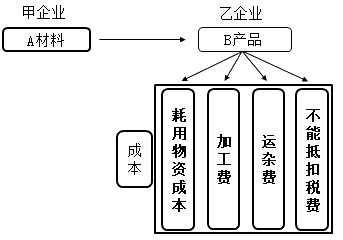 甲企业
乙企业
A材料
B产品
成本
耗用物资成本
加工费
运杂费
不能抵扣税费